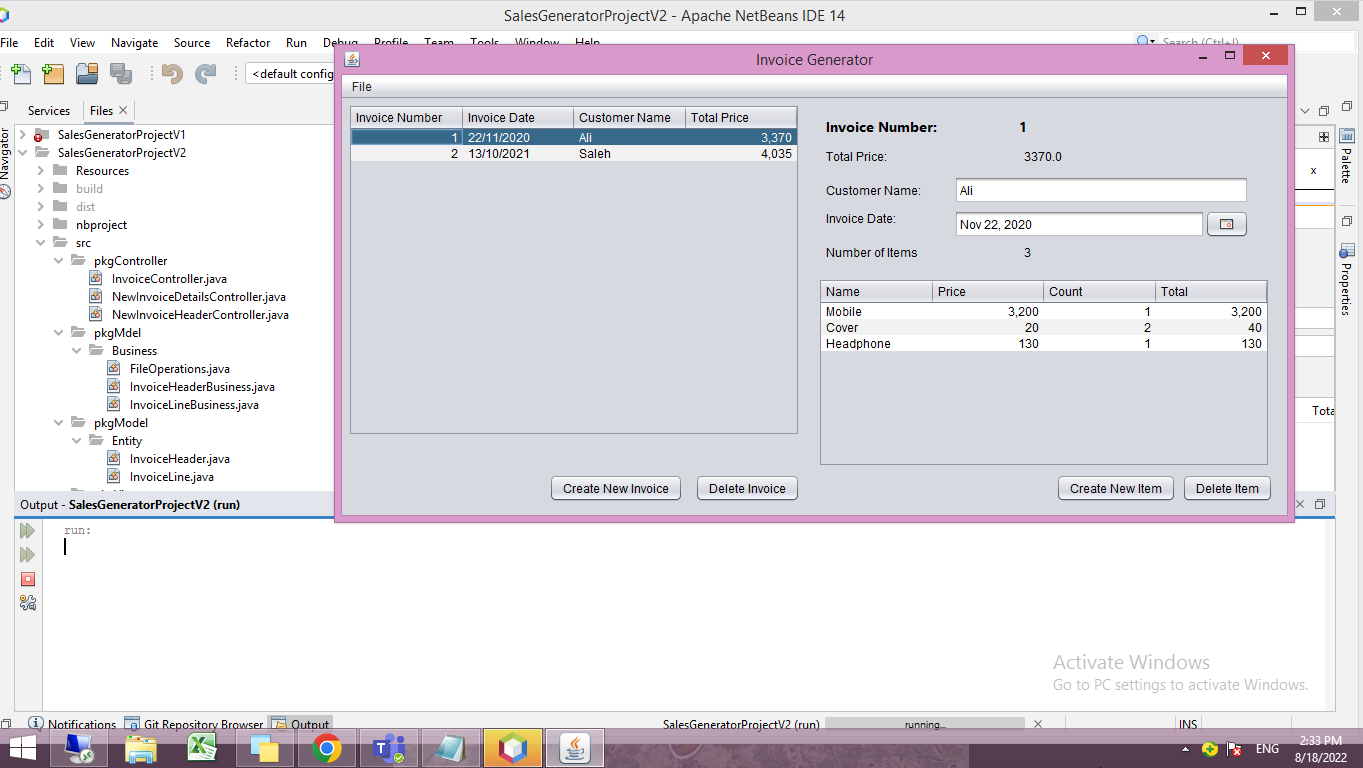 SalesGeneratorProjectV2 - Apache NetBeans IDE 14
File Edit View Navigate Source Refactor Run Debug Profile Team Tools Window Help
Search (Ctrl+I)
<default config
Invoice Generator
File
Services Files
Navigator
SalesGeneratorProjectV1
SalesGeneratorProjectV2
Resources
build
dist
nbproject
src
pkgController
InvoiceController.java
NewInvoiceDetailsController.java
NewInvoiceHeaderController.java
pkgMdel
Business
FileOperations.java
InvoiceHeaderBusiness.java
InvoiceLineBusiness.java
pkgModel
Entity
InvoiceHeader.java
InvoiceLine.java
Invoice Number Invoice Date Customer Name Total Price
1 22/11/2020 Ali 3,370
2 13/10/2021 Saleh 4,035
Create New Invoice Delete Invoice
Invoice Number: 1
Total Price: 3370.0
Customer Name: Ali
Invoice Date: Nov 22, 2020
Number of Items 3
Name Price Count Total
Mobile 3,200 1 3,200
Cover 20 2 40
Headphone 130 1 130
Create New Item Delete Item
x
Tota
Palette
Properties
Output - SalesGeneratorProjectV2 (run)
run:
Activate Windows
Go to PC settings to activate Windows.
Notifications Git Repository Browser Output SalesGeneratorProjectV2 (run) running... INS
ENG 2:33 PM
8/18/2022